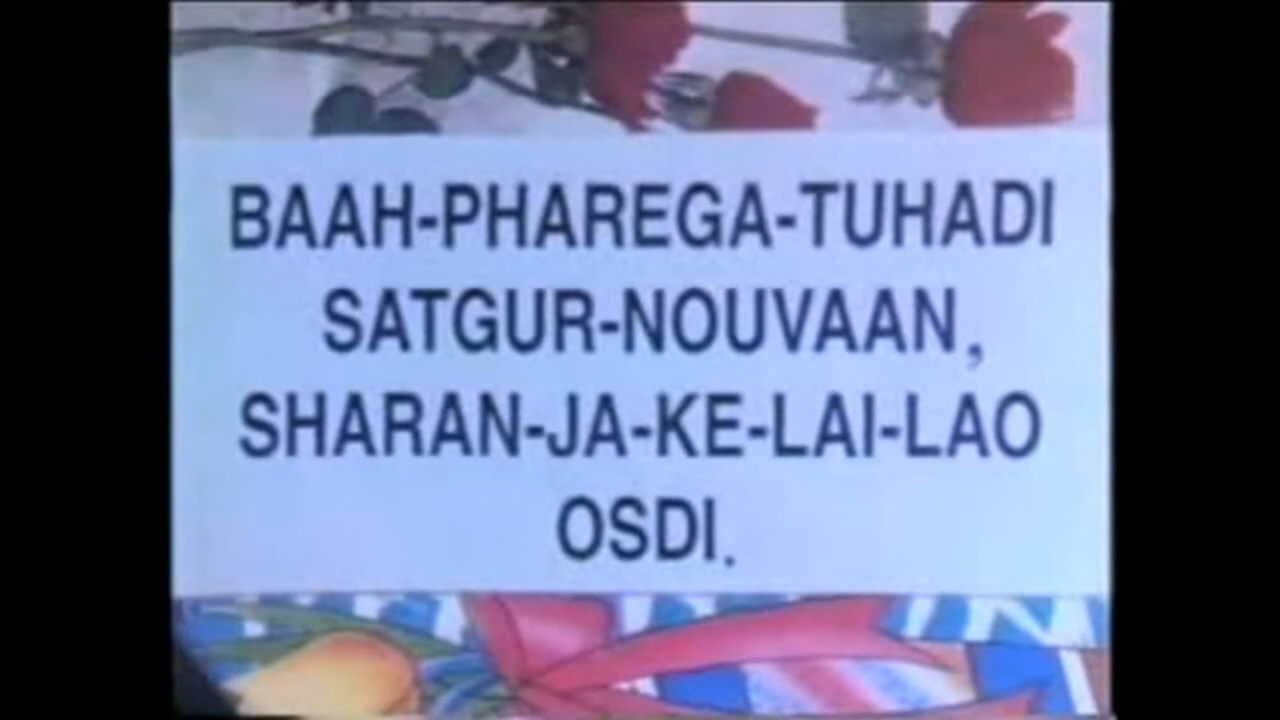 BAAH-PHAREGA-TUHADI
SATGUR-NOUVAAN,
SHARAN-JA-KE-LAI-LAO
OSDI.